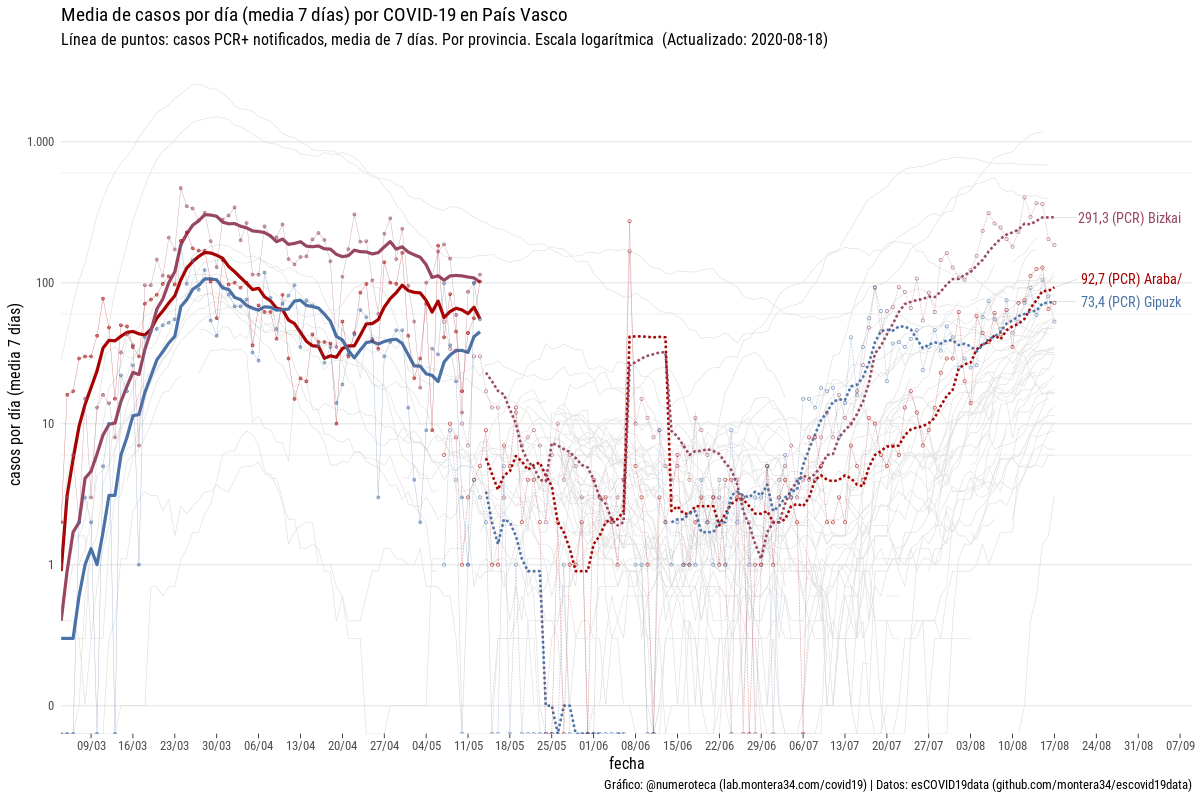 Media de casos por día (media 7 días) por COVID-19 en País Vasco
Línea de puntos: casos PCR+ notificados, media de 7 días. Por provincia. Escala logarítmica  (Actualizado: 2020-08-18)
casos por día (media 7 días)
1.000
100
10
1
0
291,3 (PCR) Bizkai
92,7 (PCR) Araba/
73,4 (PCR) Gipuzk
09/03 16/03 23/03 30/03 06/04 13/04 20/04 27/04 04/05 11/05 18/05 25/05 01/06 08/06 15/06 22/06 29/06 06/07 13/07 20/07 27/07 03/08 10/08 17/08 24/08 31/08 07/09
fecha
Gráfico: @numeroteca (lab.montera34.com/covid19) | Datos: esCOVID19data (github.com/montera34/escovid19data)